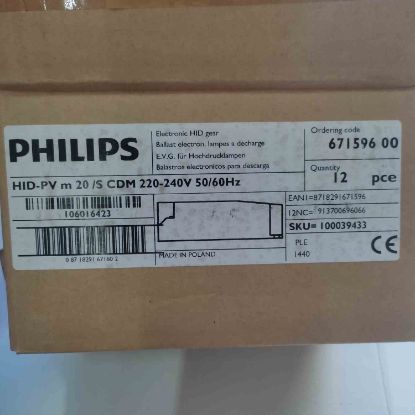 PHILIPS
Electronic HID gear
Ballast electron. lampes a decharge
E.V.G. für Hochdrucklampen
Balastros electronicos para descarga
Ordering code
671596 00
Quantity
12 pce
HID-PV m 20 /S CDM 220-240V 50/60Hz
106016423
EAN1=8718291671596
12NC= 913700696066
SKU= 100039433
PLE
1440
CE
MADE IN POLAND